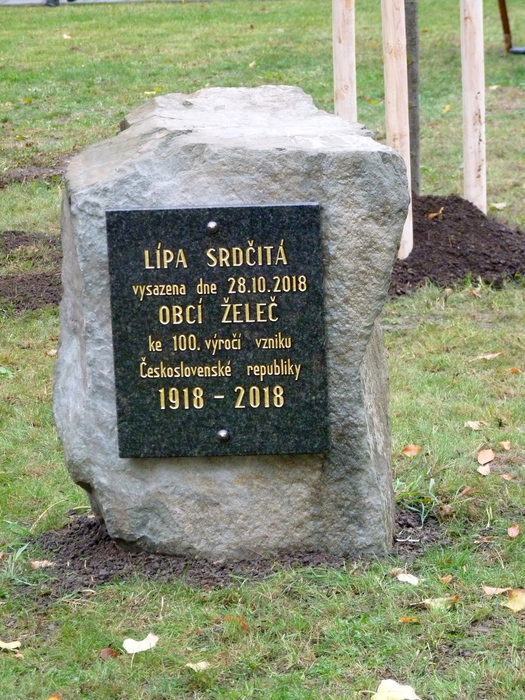 LÍPA SRDČITÁ
vysazena dne 28.10.2018
OBCÍ ŽELEČ
ke 100. výročí vzniku
Československé republiky
1918 – 2018